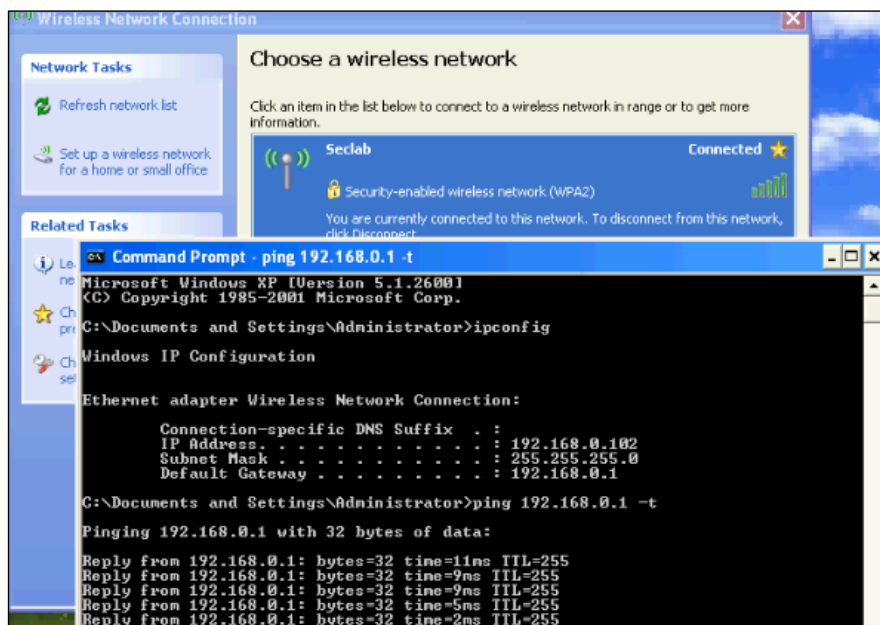 Wireless Network Connection
Network Tasks
Refresh network list
Set up a wireless network
for a home or small office
Related Tasks
Le
ne
Ch
pre
Ch
se
Choose a wireless network
Click an item in the list below to connect to a wireless network in range or to get more
information.
Seclab
Connected
Security-enabled wireless network (WPA2)
You are currently connected to this network. To disconnect from this network,
click Disconnect.
Command Prompt - ping 192.168.0.1 -t
Microsoft Windows XP [Version 5.1.2600]
(C) Copyright 1985-2001 Microsoft Corp.
C:\Documents and Settings\Administrator>ipconfig
Windows IP Configuration
Ethernet adapter Wireless Network Connection:
Connection-specific DNS Suffix . :
IP Address. . . . . . . . . . . . : 192.168.0.102
Subnet Mask . . . . . . . . . . . : 255.255.255.0
Default Gateway . . . . . . . . . : 192.168.0.1
C:\Documents and Settings\Administrator>ping 192.168.0.1 -t
Pinging 192.168.0.1 with 32 bytes of data:
Reply from 192.168.0.1: bytes=32 time=11ms TTL=255
Reply from 192.168.0.1: bytes=32 time=9ms TTL=255
Reply from 192.168.0.1: bytes=32 time=9ms TTL=255
Reply from 192.168.0.1: bytes=32 time=5ms TTL=255
Reply from 192.168.0.1: bytes=32 time=2ms TTL=255